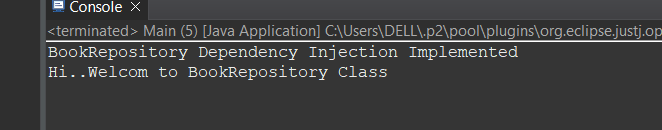 Console
<terminated> Main (5) [Java Application] C:\Users\DELL\.p2\pool\plugins\org.eclipse.justj.op
BookRepository Dependency Injection Implemented
Hi..Welcom to BookRepository Class